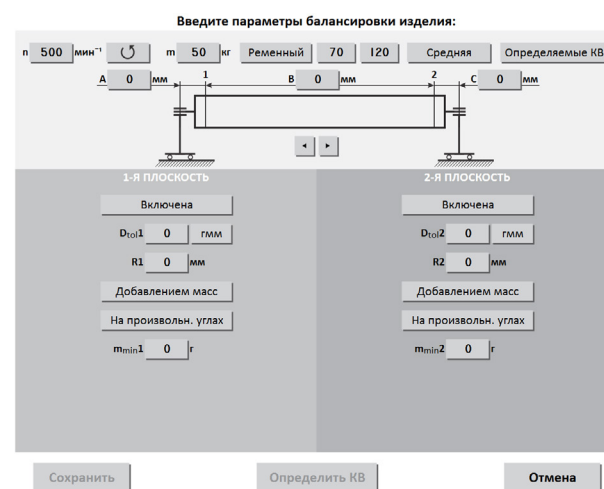 Введите параметры балансировки изделия:
n 500 мин⁻¹ m 50 кг Ременный 70 120 Средняя Определяемые КВ
A 0 мм 1 B 0 мм 2 C 0 мм
1-Я ПЛОСКОСТЬ 2-Я ПЛОСКОСТЬ
Включена Включена
Dtol1 0 гмм Dtol2 0 гмм
R1 0 мм R2 0 мм
Добавлением масс Добавлением масс
На произвольн. углах На произвольн. углах
mmin1 0 г mmin2 0 г
Сохранить Определить КВ Отмена